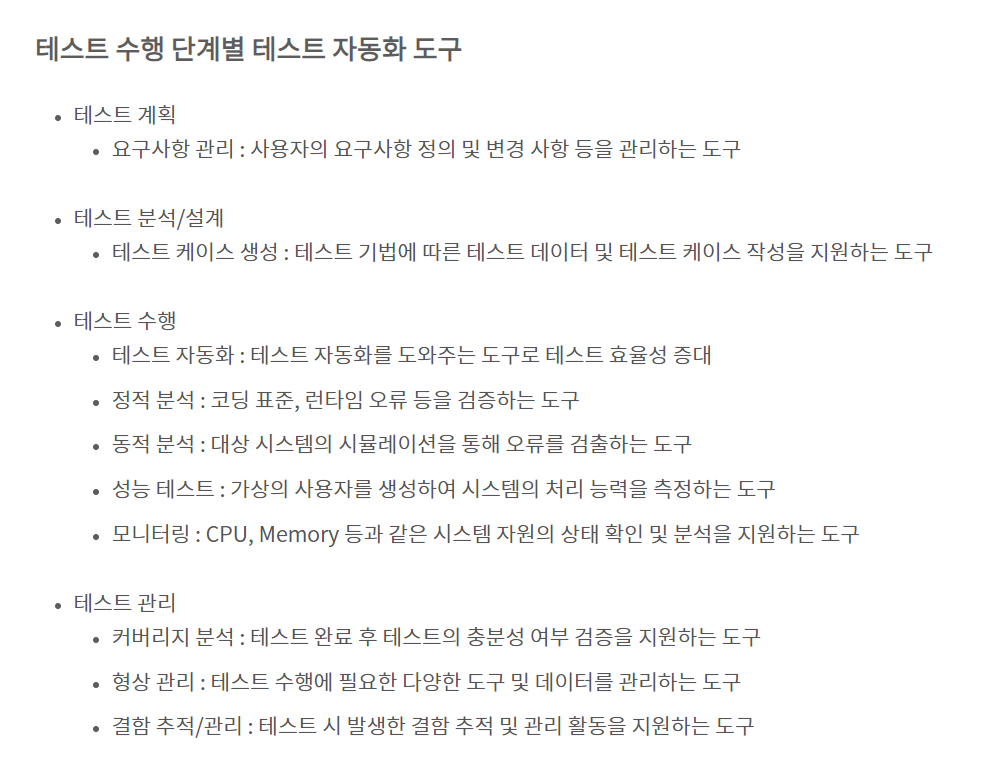 테스트 수행 단계별 테스트 자동화 도구
• 테스트 계획
• 요구사항 관리 : 사용자의 요구사항 정의 및 변경 사항 등을 관리하는 도구
• 테스트 분석/설계
• 테스트 케이스 생성 : 테스트 기법에 따른 테스트 데이터 및 테스트 케이스 작성을 지원하는 도구
• 테스트 수행
• 테스트 자동화 : 테스트 자동화를 도와주는 도구로 테스트 효율성 증대
• 정적 분석 : 코딩 표준, 런타임 오류 등을 검증하는 도구
• 동적 분석 : 대상 시스템의 시뮬레이션을 통해 오류를 검출하는 도구
• 성능 테스트 : 가상의 사용자를 생성하여 시스템의 처리 능력을 측정하는 도구
• 모니터링 : CPU, Memory 등과 같은 시스템 자원의 상태 확인 및 분석을 지원하는 도구
• 테스트 관리
• 커버리지 분석 : 테스트 완료 후 테스트의 충분성 여부 검증을 지원하는 도구
• 형상 관리 : 테스트 수행에 필요한 다양한 도구 및 데이터를 관리하는 도구
• 결함 추적/관리 : 테스트 시 발생한 결함 추적 및 관리 활동을 지원하는 도구